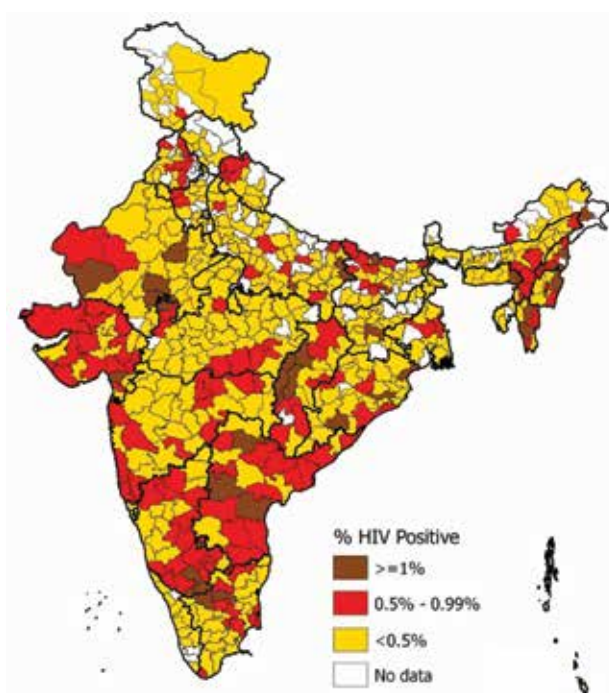 % HIV Positive
>=1%
0.5% - 0.99%
<0.5%
No data